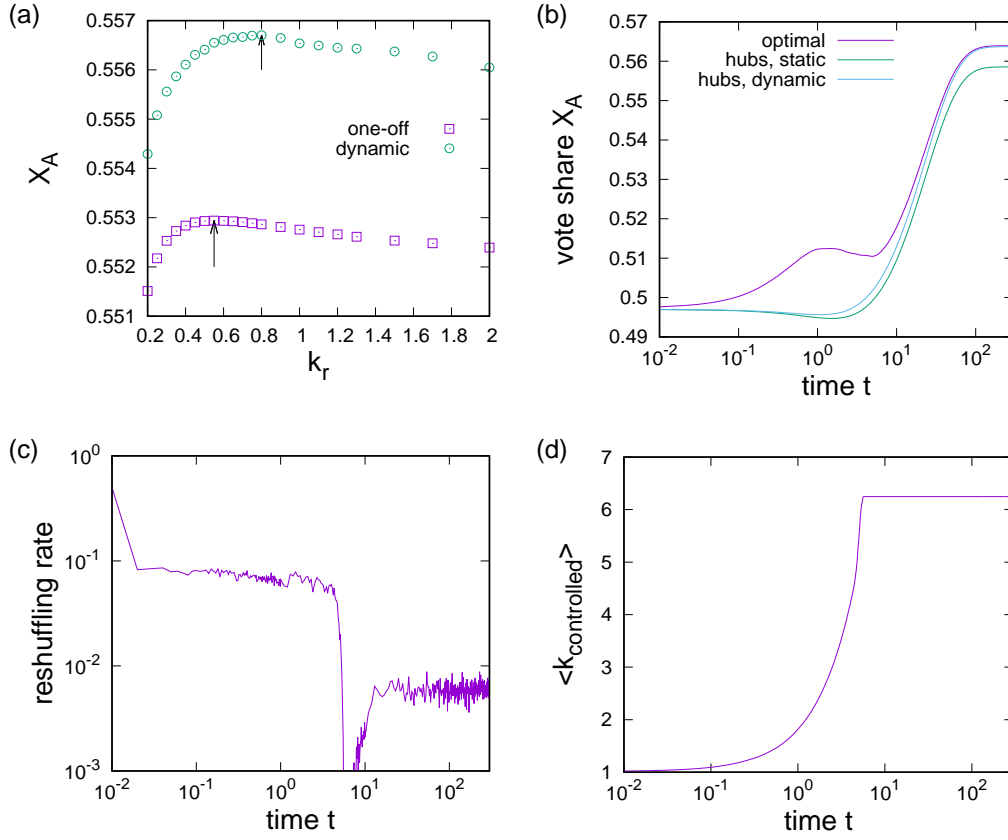 (a)
0.557
0.556
0.555
0.554
0.553
0.552
0.551
X_A
one-off
dynamic
0.2 0.4 0.6 0.8 1 1.2 1.4 1.6 1.8 2
k_r
(b)
0.57
0.56
0.55
0.54
0.53
0.52
0.51
0.5
0.49
vote share X_A
optimal
hubs, static
hubs, dynamic
10^-2 10^-1 10^0 10^1 10^2
time t
(c)
10^0
10^-1
10^-2
10^-3
reshuffling rate
10^-2 10^-1 10^0 10^1 10^2
time t
(d)
7
6
5
4
3
2
1
<k_controlled>
10^-2 10^-1 10^0 10^1 10^2
time t